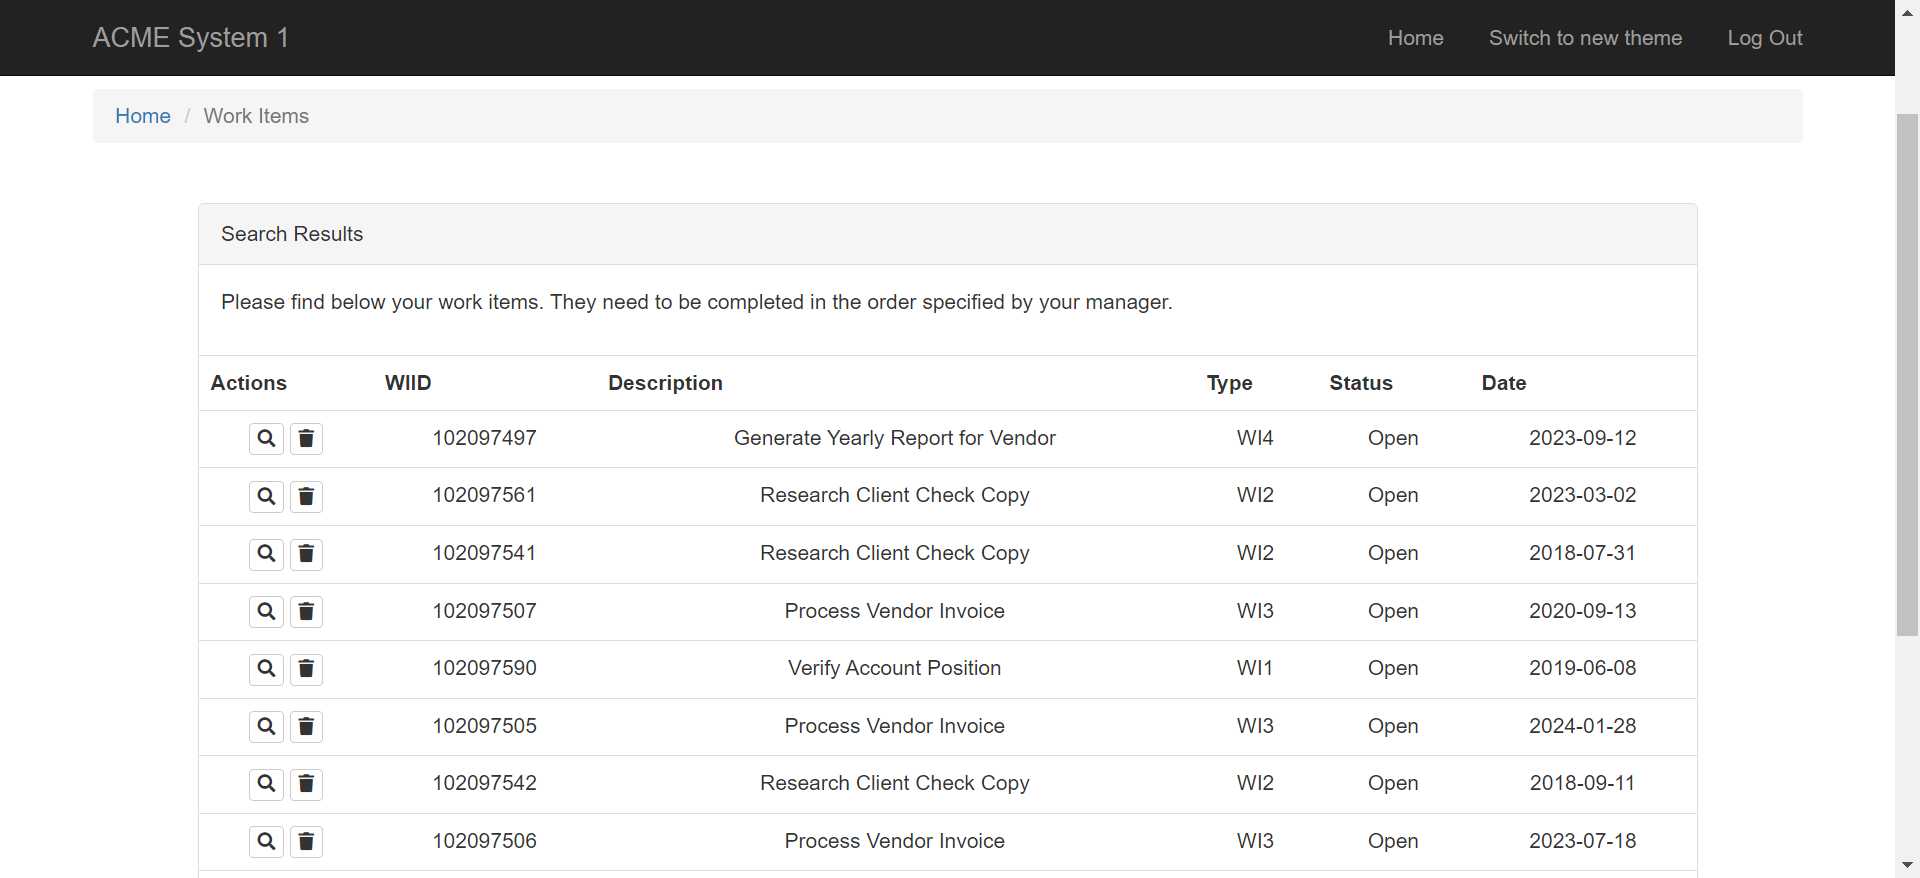 ACME System 1 Home Switch to new theme Log Out
Home / Work Items
Search Results
Please find below your work items. They need to be completed in the order specified by your manager.
Actions WIID Description Type Status Date
102097497 Generate Yearly Report for Vendor WI4 Open 2023-09-12
102097561 Research Client Check Copy WI2 Open 2023-03-02
102097541 Research Client Check Copy WI2 Open 2018-07-31
102097507 Process Vendor Invoice WI3 Open 2020-09-13
102097590 Verify Account Position WI1 Open 2019-06-08
102097505 Process Vendor Invoice WI3 Open 2024-01-28
102097542 Research Client Check Copy WI2 Open 2018-09-11
102097506 Process Vendor Invoice WI3 Open 2023-07-18